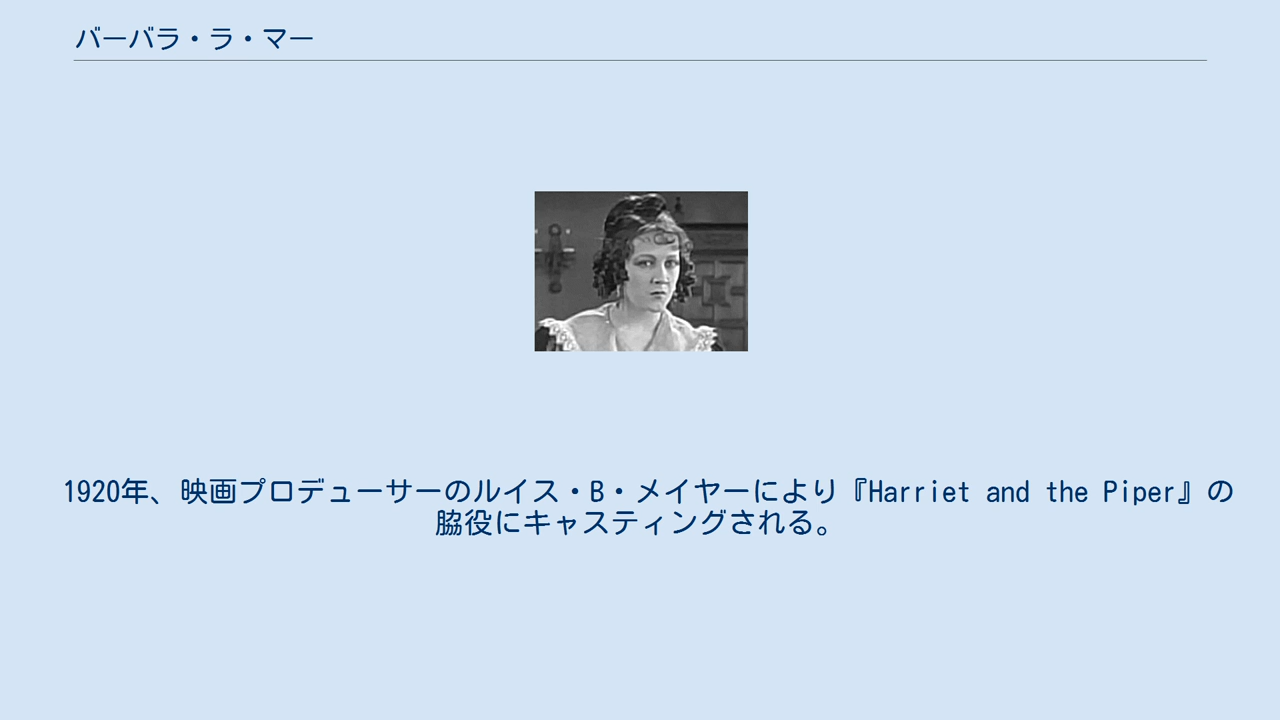 バーバラ・ラ・マー
1920年、映画プロデューサーのルイス・B・メイヤーにより『Harriet and the Piper』の
脇役にキャスティングされる。